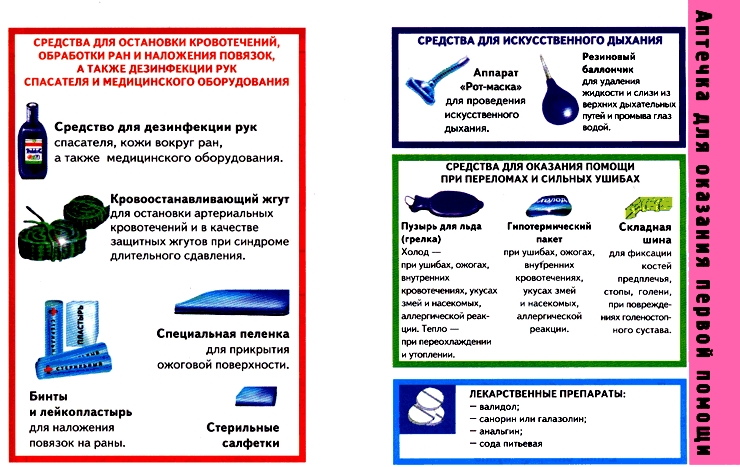 СРЕДСТВА ДЛЯ ОСТАНОВКИ КРОВОТЕЧЕНИЙ,
ОБРАБОТКИ РАН И НАЛОЖЕНИЯ ПОВЯЗОК,
А ТАКЖЕ ДЕЗИНФЕКЦИИ РУК
СПАСАТЕЛЯ И МЕДИЦИНСКОГО ОБОРУДОВАНИЯ
Средство для дезинфекции рук
спасателя, кожи вокруг ран,
а также медицинского оборудования.
Кровоостанавливающий жгут
для остановки артериальных
кровотечений и в качестве
защитных жгутов при синдроме
длительного сдавления.
ПЛАСТЫРЬ
Специальная пеленка
для прикрытия
ожоговой поверхности.
Бинты
и лейкопластырь
для наложения
повязок на раны.
Стерильные
салфетки
СРЕДСТВА ДЛЯ ИСКУССТВЕННОГО ДЫХАНИЯ
Аппарат
«Рот-маска»
для проведения
искусственного
дыхания.
Резиновый
баллончик
для удаления
жидкости и слизи из
верхних дыхательных
путей и промыва глаз
водой.
СРЕДСТВА ДЛЯ ОКАЗАНИЯ ПОМОЩИ
ПРИ ПЕРЕЛОМАХ И СИЛЬНЫХ УШИБАХ
Пузырь для льда
(грелка)
Холод —
при ушибах, ожогах,
внутренних
кровотечениях, укусах
змей и насекомых,
аллергической реак-
ции. Тепло —
при переохлаждении
и утоплении.
Гипотермический
пакет
при ушибах, ожогах,
внутренних
кровотечениях,
укусах змей
и насекомых,
аллергической
реакции.
Складная
шина
для фиксации
костей
предплечья,
стопы, голени,
при поврежде-
ниях голеностоп-
ного сустава.
ЛЕКАРСТВЕННЫЕ ПРЕПАРАТЫ:
– валидол;
– санорин или галазолин;
– анальгин;
– сода питьевая
Аптечка для оказания первой помощи